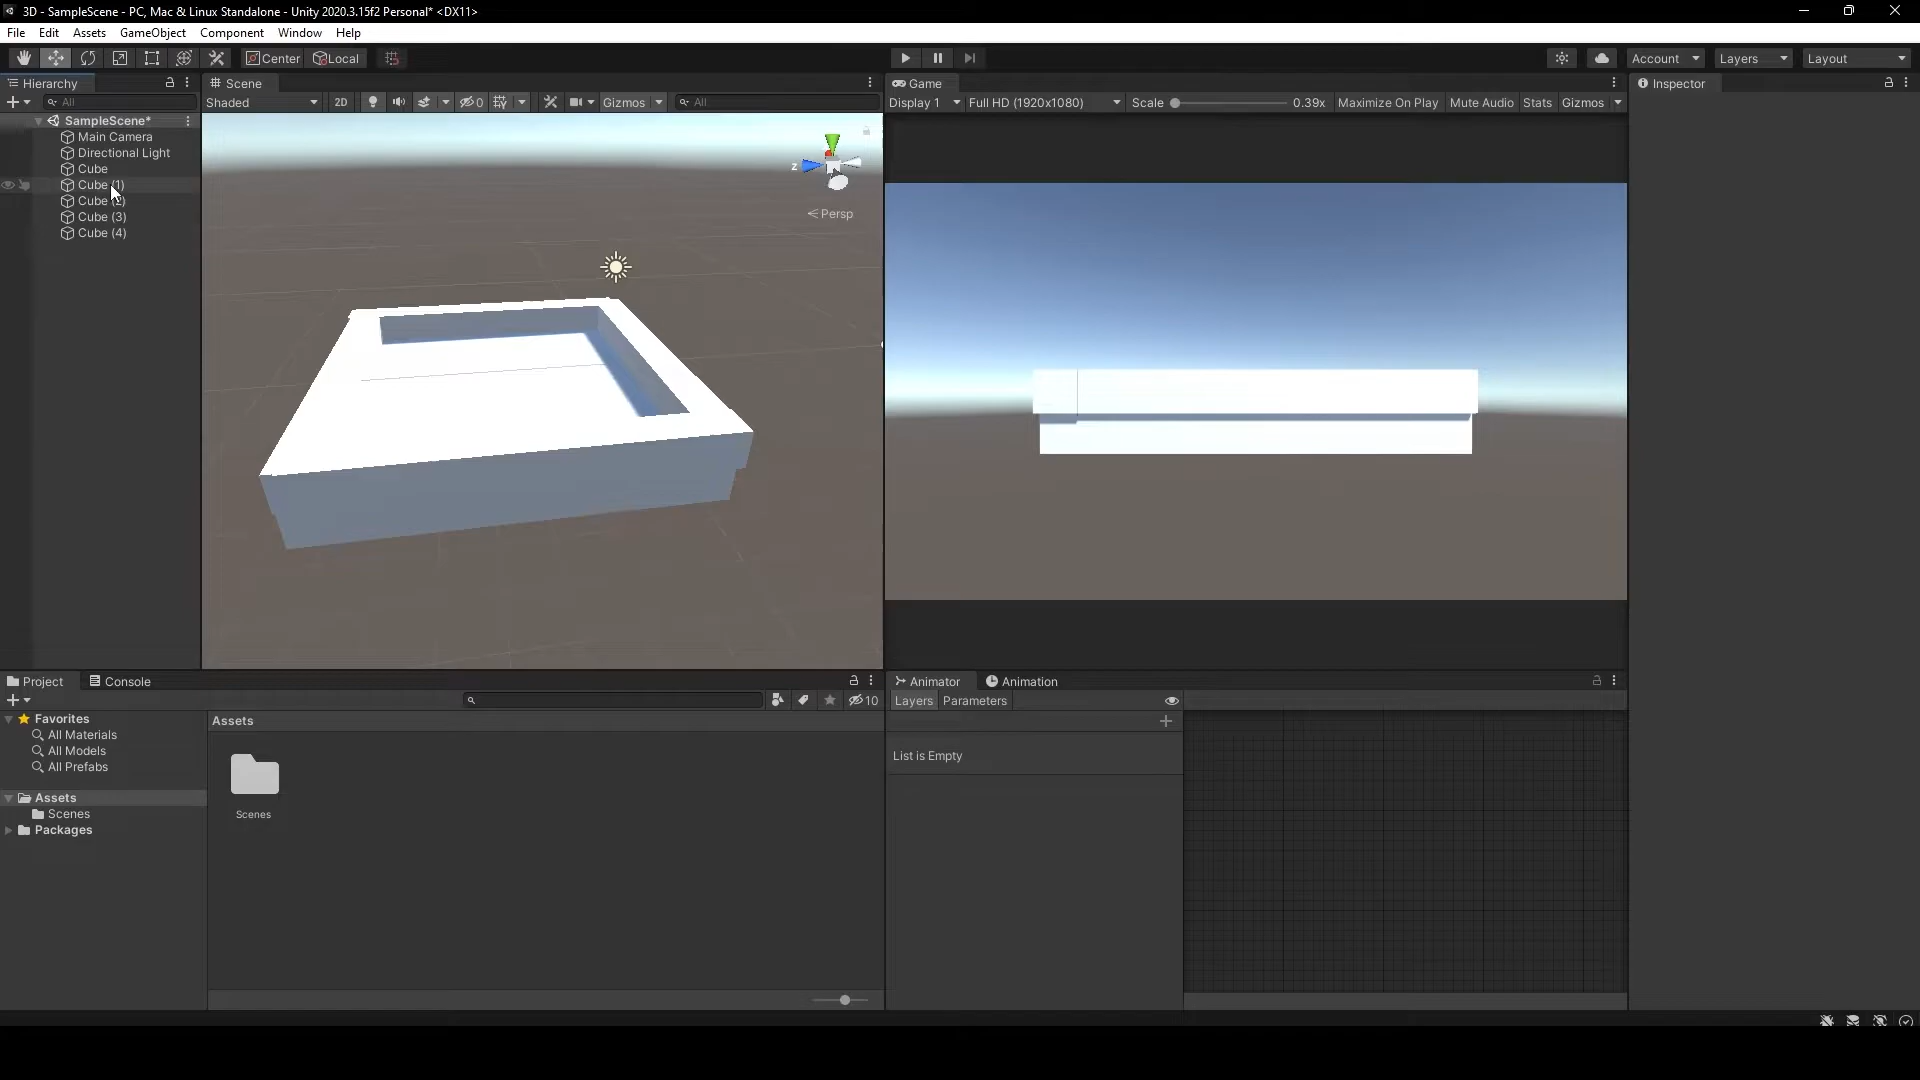 3D - SampleScene - PC, Mac & Linux Standalone - Unity 2020.3.15f2 Personal* <DX11>
File Edit Assets GameObject Component Window Help
Center Local Account Layers Layout
Hierarchy Scene Game Inspector
All Shaded 2D 0 Gizmos All Display 1 Full HD (1920x1080) Scale 0.39x Maximize On Play Mute Audio Stats Gizmos
SampleScene*
Main Camera
Directional Light
Cube
Cube (1)
Cube (2)
Cube (3)
Cube (4)
z
Persp
Project Console Animator Animation
10 Layers Parameters
Favorites Assets
All Materials
All Models
All Prefabs
List is Empty
Assets
Scenes
Packages
Scenes